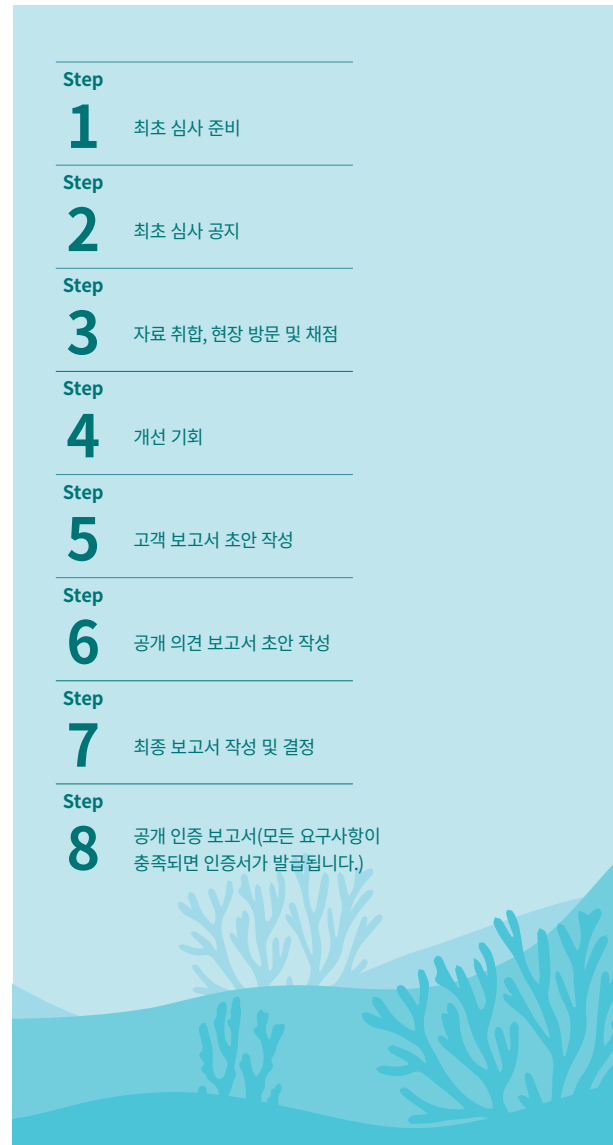 Step
1
최초 심사 준비
Step
2
최초 심사 공지
Step
3
자료 취합, 현장 방문 및 채점
Step
4
개선 기회
Step
5
고객 보고서 초안 작성
Step
6
공개 의견 보고서 초안 작성
Step
7
최종 보고서 작성 및 결정
Step
8
공개 인증 보고서(모든 요구사항이
충족되면 인증서가 발급됩니다.)